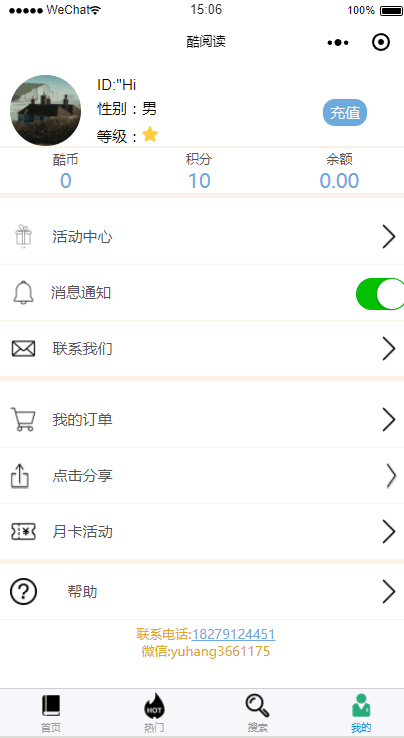 ●●●●● WeChat 15:06 100%
酷阅读
ID:"Hi
性别：男
充值
等级：
酷币 积分 余额
0 10 0.00
活动中心
消息通知
联系我们
我的订单
点击分享
月卡活动
帮助
联系电话:18279124451
微信:yuhang3661175
HOT
首页 热门 搜索 我的